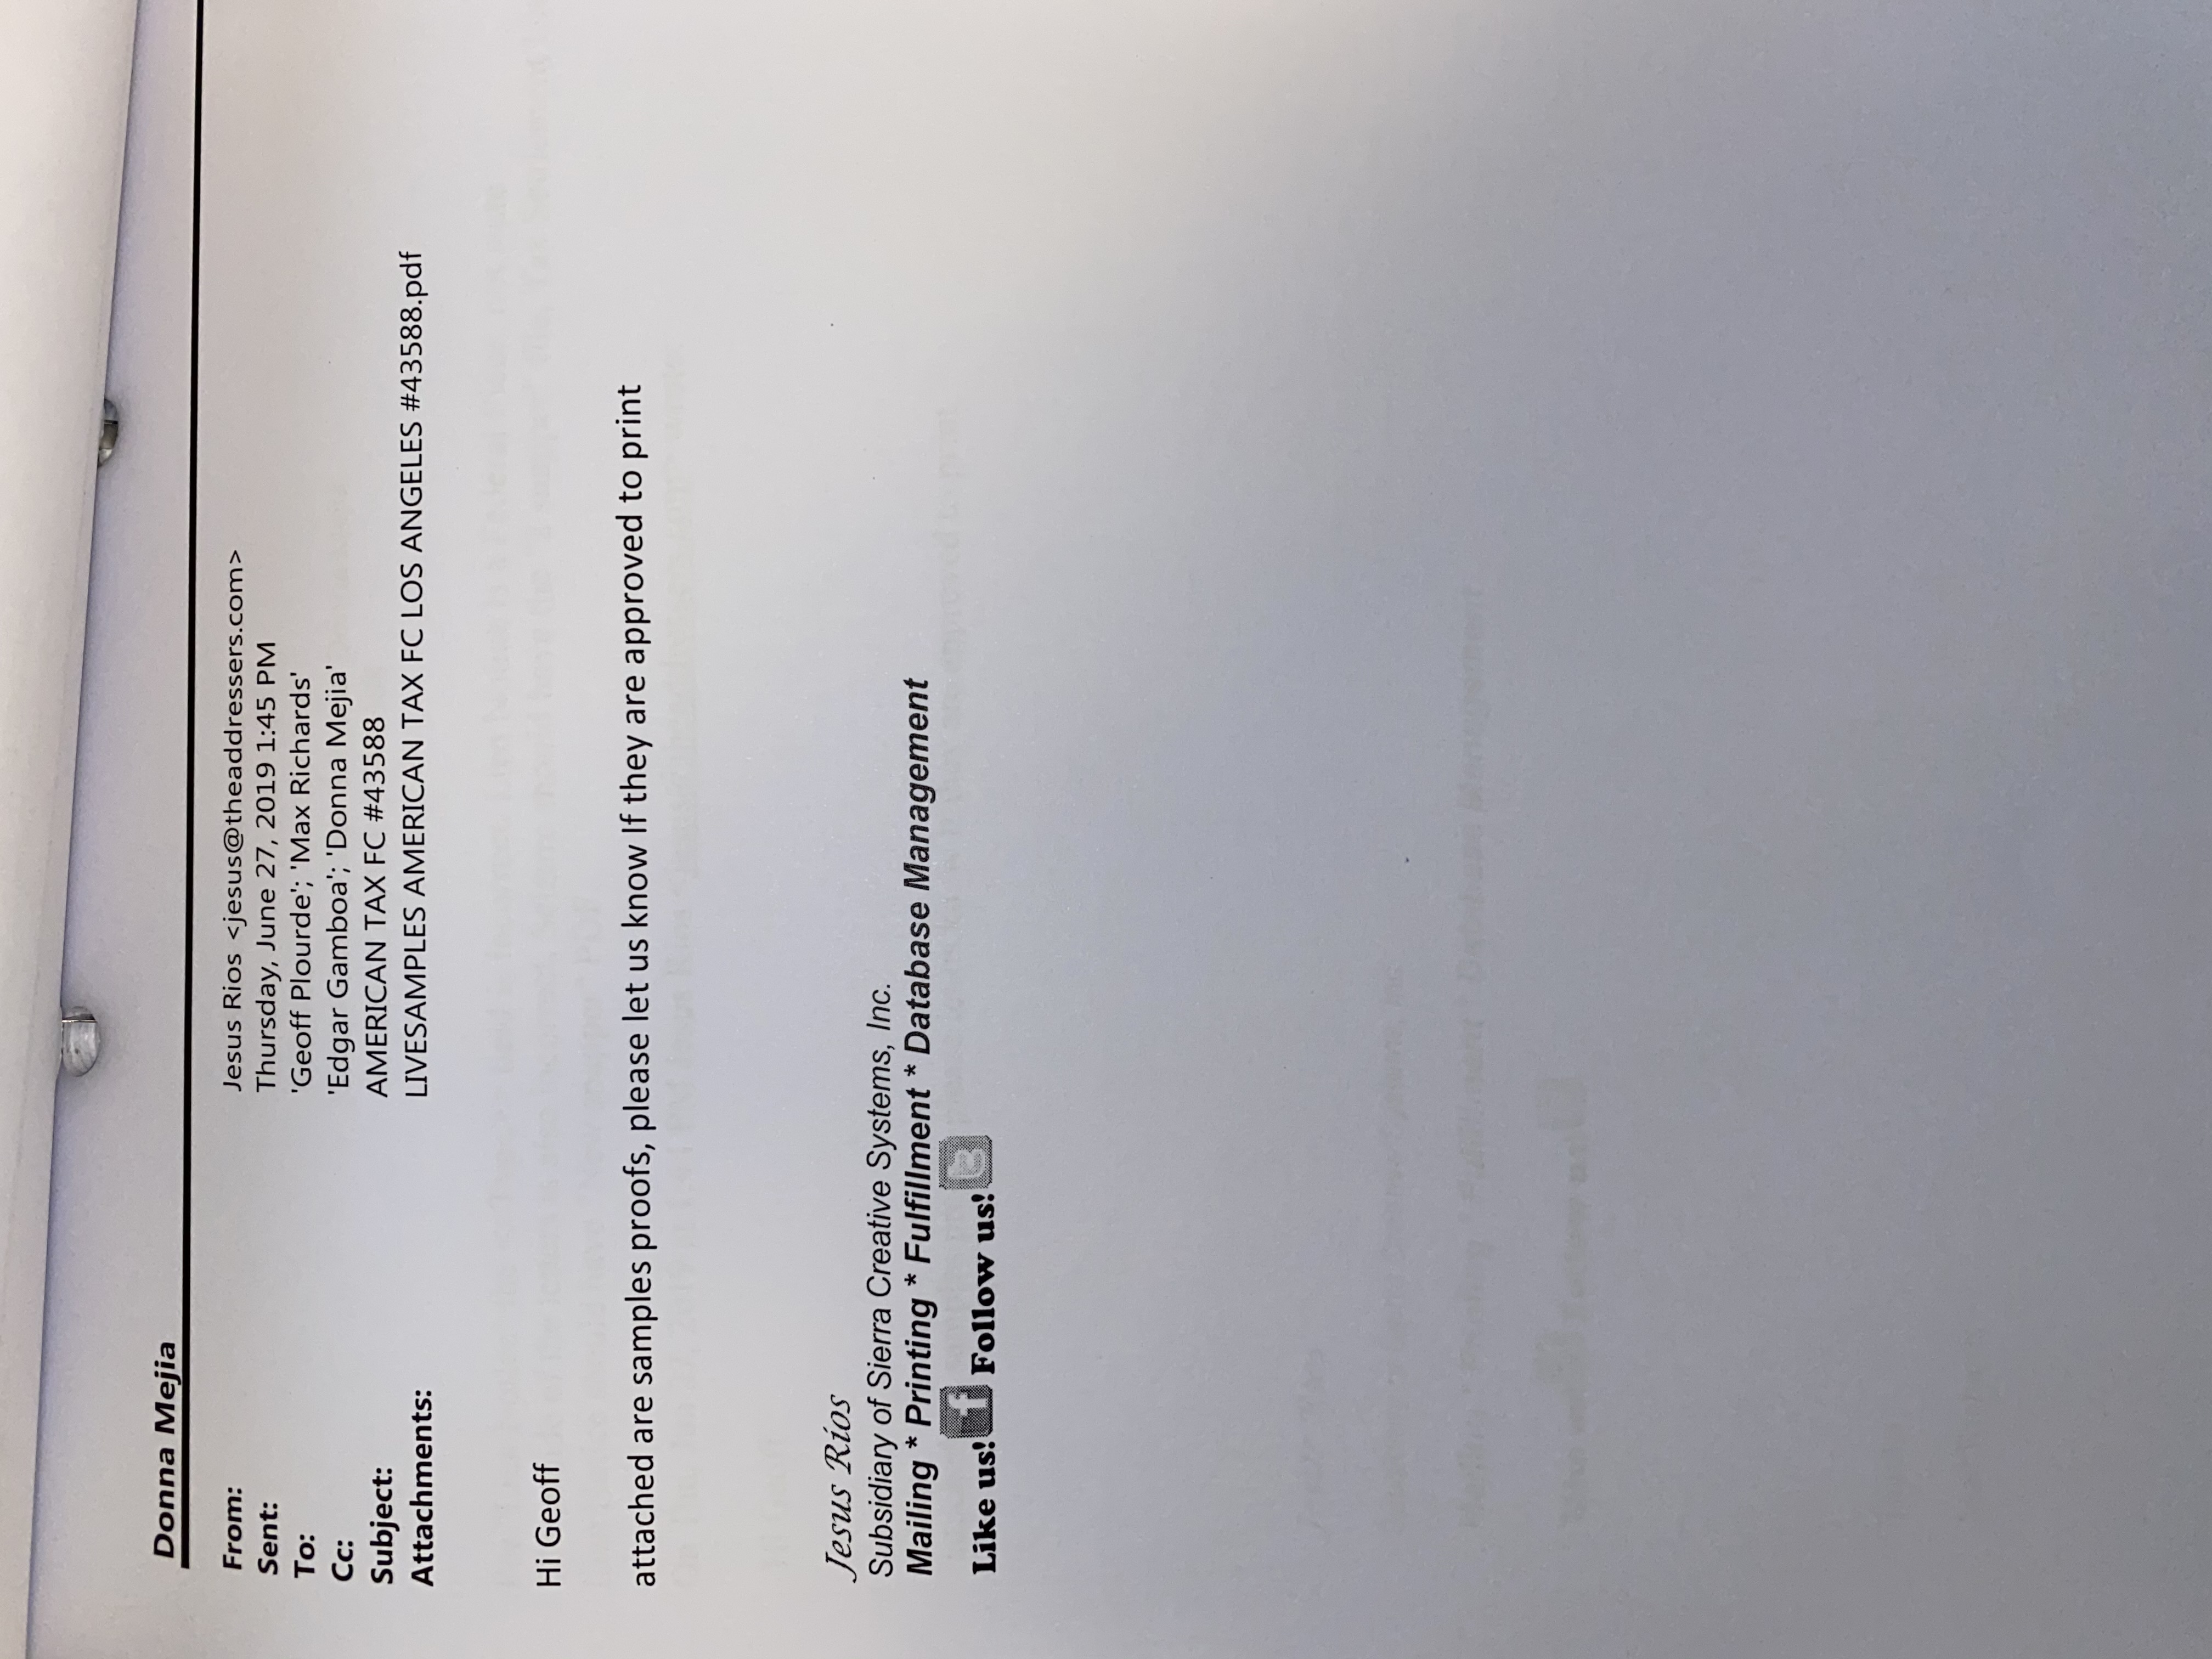 Donna Mejia
From: Jesus Rios <jesus@theaddressers.com>
Sent: Thursday, June 27, 2019 1:45 PM
To: 'Geoff Plourde'; 'Max Richards'
Cc: 'Edgar Gamboa'; 'Donna Mejia'
Subject: AMERICAN TAX FC #43588
Attachments: LIVESAMPLES AMERICAN TAX FC LOS ANGELES #43588.pdf
Hi Geoff
attached are samples proofs, please let us know If they are approved to print
Jesus Rios
Subsidiary of Sierra Creative Systems, Inc.
Mailing * Printing * Fulfillment * Database Management
Like us! f Follow us!